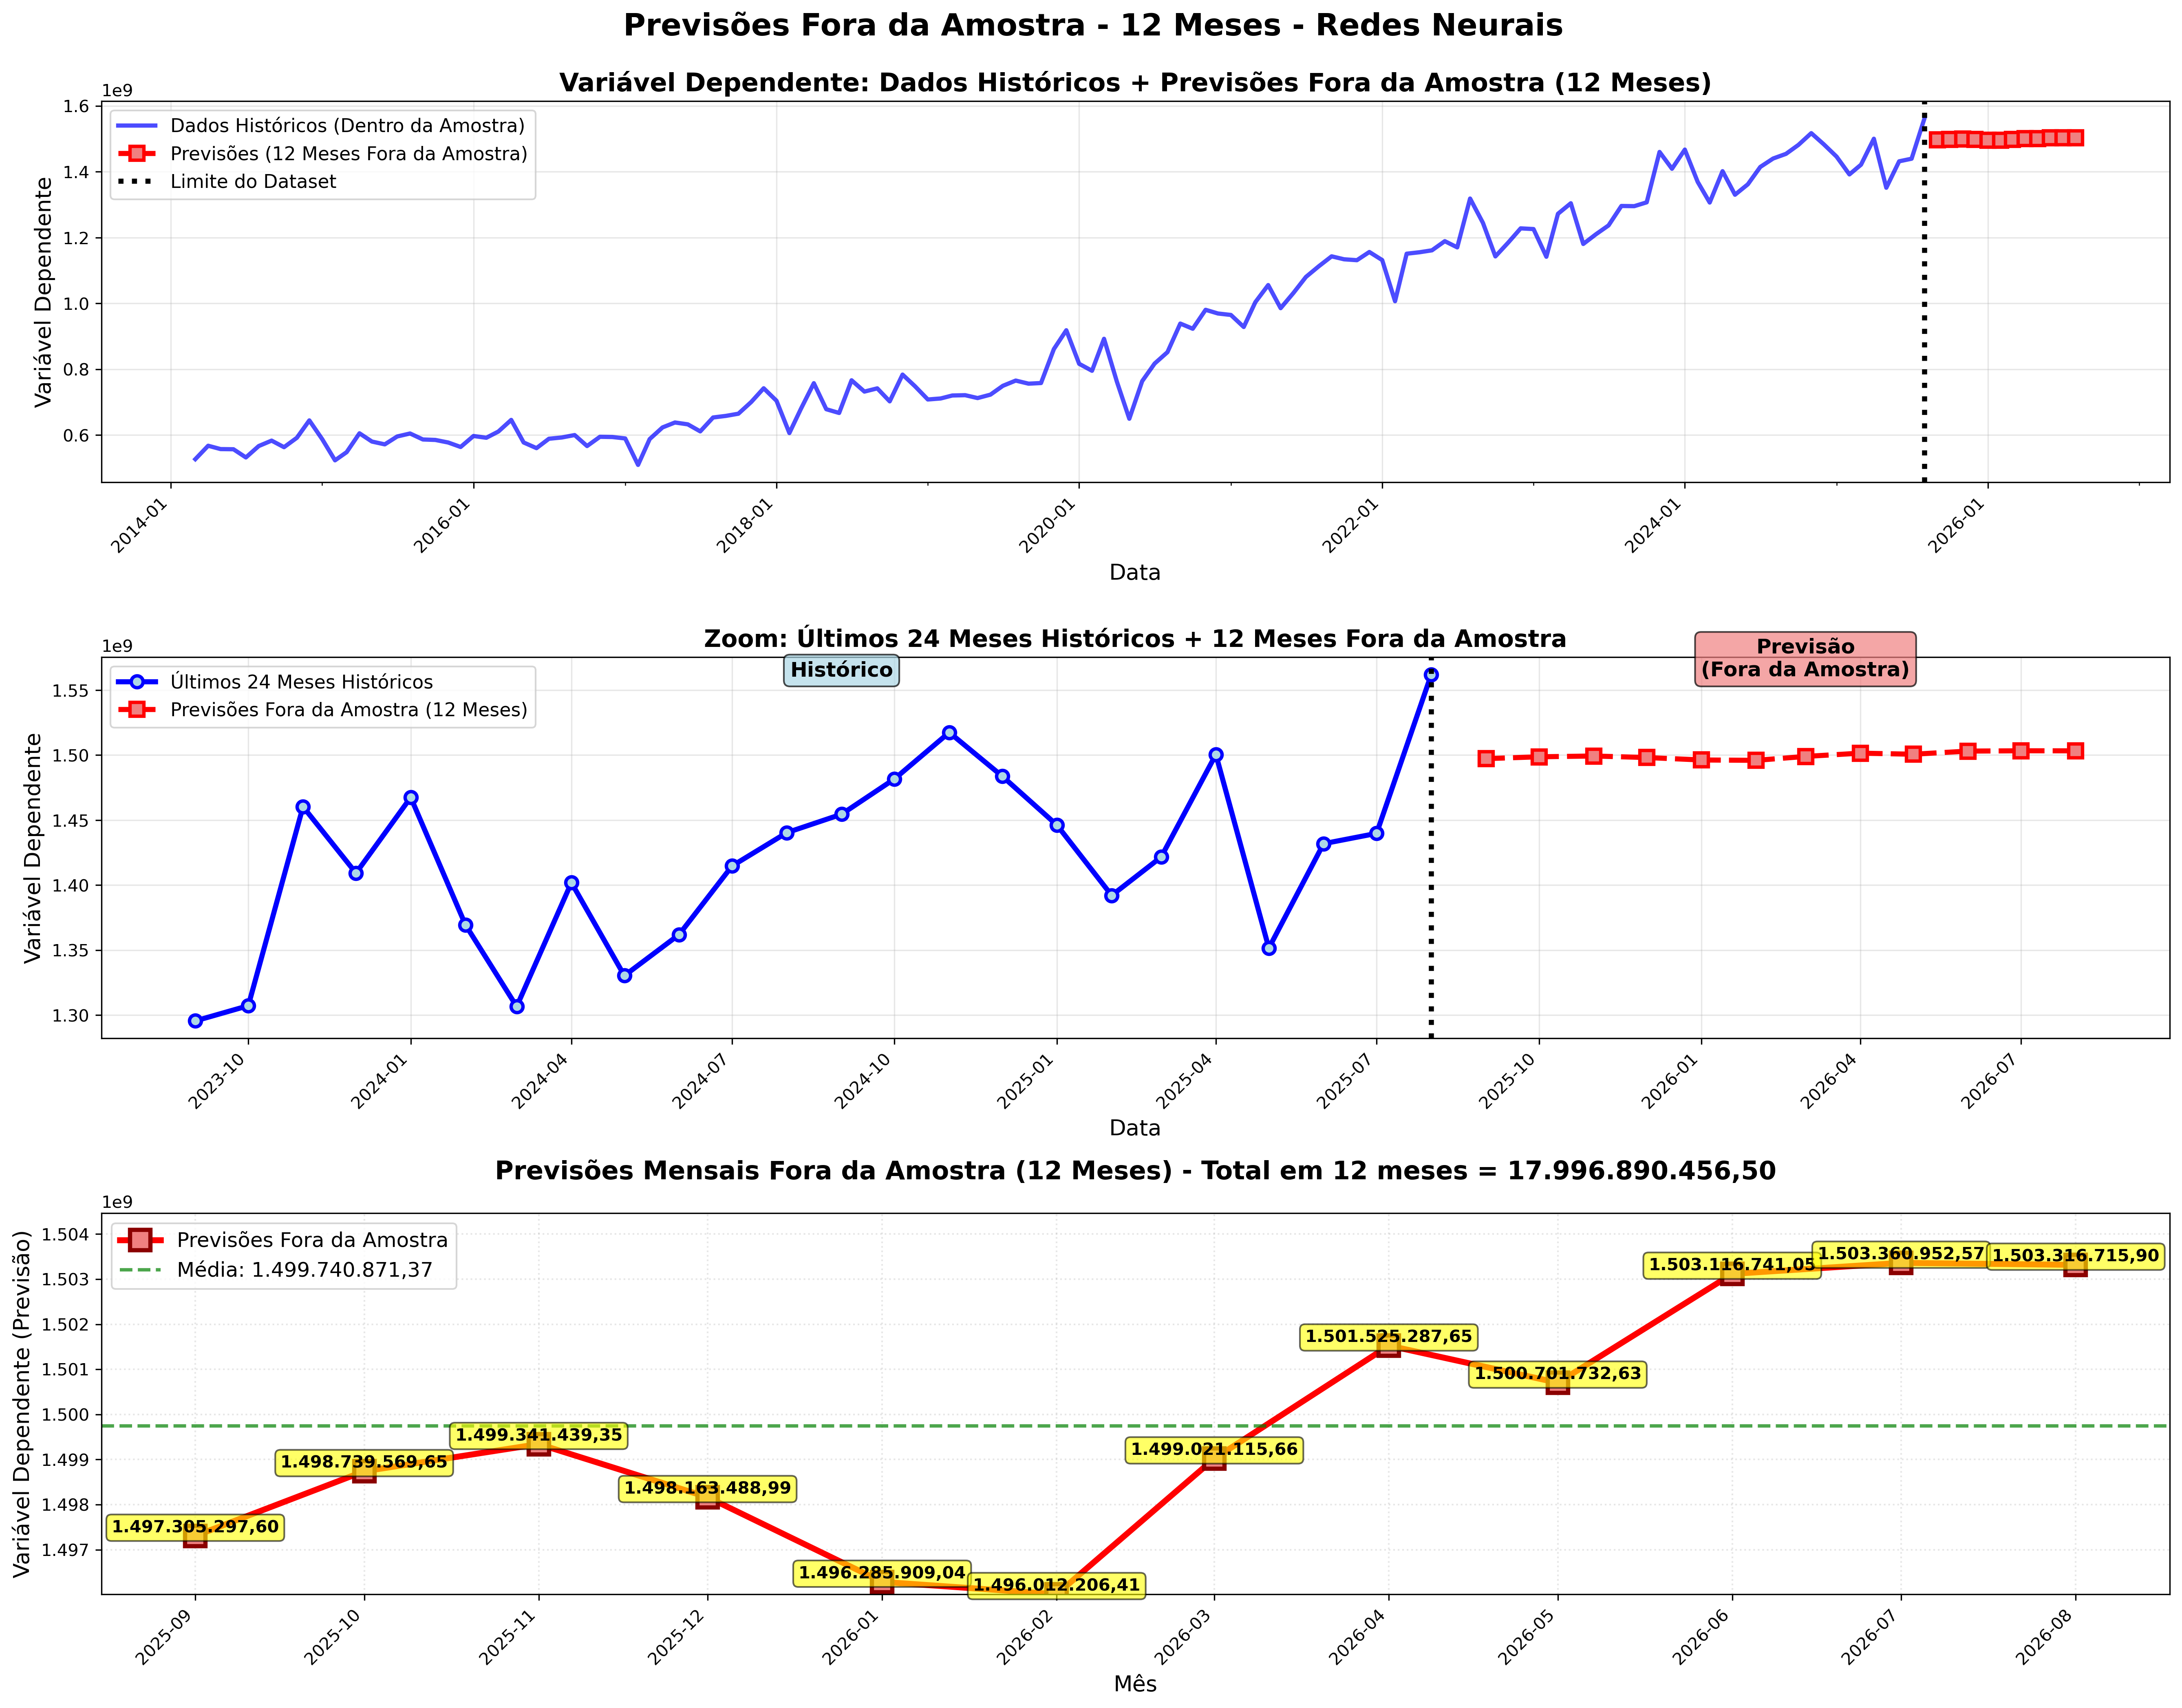 Previsões Fora da Amostra - 12 Meses - Redes Neurais
Variável Dependente: Dados Históricos + Previsões Fora da Amostra (12 Meses)
1e9
Dados Históricos (Dentro da Amostra)
Previsões (12 Meses Fora da Amostra)
Limite do Dataset
Variável Dependente
1.6
1.4
1.2
1.0
0.8
0.6
2014-01
2016-01
2018-01
2020-01
2022-01
2024-01
2026-01
Data
Zoom: Últimos 24 Meses Históricos + 12 Meses Fora da Amostra
1e9
Últimos 24 Meses Históricos
Previsões Fora da Amostra (12 Meses)
Histórico
Previsão
(Fora da Amostra)
Variável Dependente
1.55
1.50
1.45
1.40
1.35
1.30
2023-10
2024-01
2024-04
2024-07
2024-10
2025-01
2025-04
2025-07
2025-10
2026-01
2026-04
2026-07
Data
Previsões Mensais Fora da Amostra (12 Meses) - Total em 12 meses = 17.996.890.456,50
1e9
Previsões Fora da Amostra
Média: 1.499.740.871,37
Variável Dependente (Previsão)
1.504
1.503
1.502
1.501
1.500
1.499
1.498
1.497
1.497.305.297,60
1.498.739.569,65
1.499.341.439,35
1.498.163.488,99
1.496.285.909,04
1.496.012.206,41
1.499.021.115,66
1.501.525.287,65
1.500.701.732,63
1.503.116.741,05
1.503.360.952,57
1.503.316.715,90
2025-09
2025-10
2025-11
2025-12
2026-01
2026-02
2026-03
2026-04
2026-05
2026-06
2026-07
2026-08
Mês